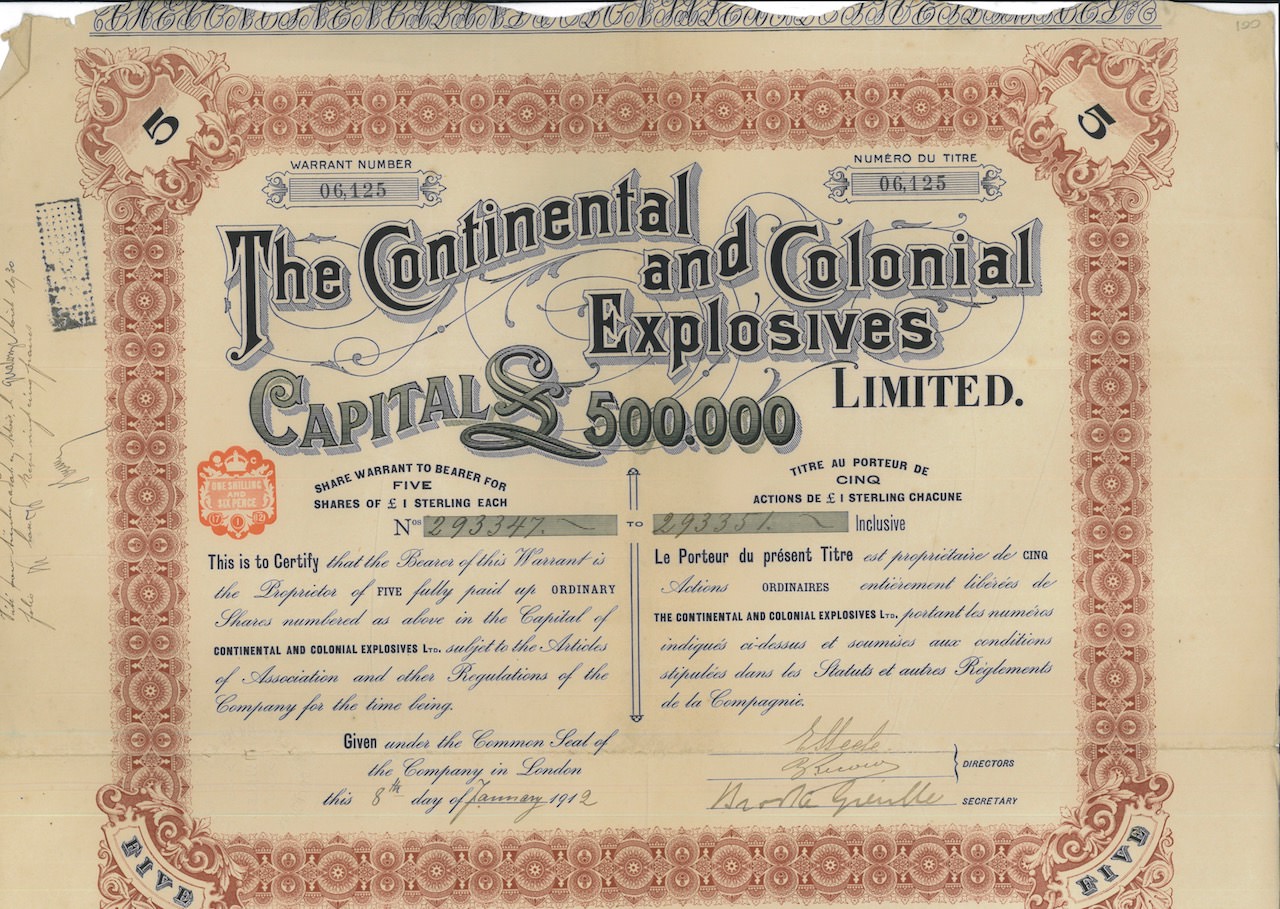 190
5
5
WARRANT NUMBER
06,125
NUMÉRO DU TITRE
06,125
The Continental
and Colonial
Explosives
LIMITED.
CAPITAL £500.000
ONE SHILLING
AND
SIX PENCE
SHARE WARRANT TO BEARER FOR
FIVE
SHARES OF £ 1 STERLING EACH
TITRE AU PORTEUR DE
CINQ
ACTIONS DE £ 1 STERLING CHACUNE
Nos 293347. TO 293351. Inclusive
This is to Certify that the Bearer of this Warrant is
the Proprietor of FIVE fully paid up ORDINARY
Shares numbered as above in the Capital of
CONTINENTAL AND COLONIAL EXPLOSIVES LTD. subjet to the Articles
of Association and other Regulations of the
Company for the time being.
Le Porteur du présent Titre est propriétaire de CINQ
Actions ORDINAIRES entièrement libérées de
THE CONTINENTAL AND COLONIAL EXPLOSIVES LTD. portant les numéros
indiqués ci-dessus et soumises aux conditions
stipulées dans les Statuts et autres Règlements
de la Compagnie.
Given under the Common Seal of
the Company in London
this 8th day of January 1912
DIRECTORS
SECRETARY
FIVE
FIVE